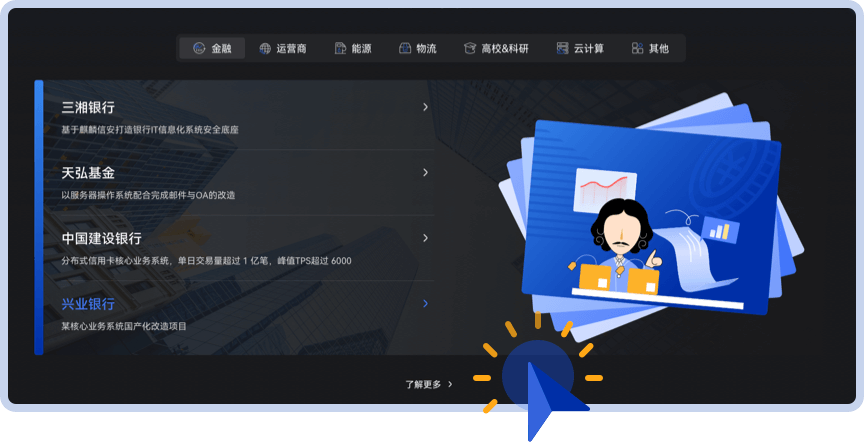 金融 运营商 能源 物流 高校&科研 云计算 其他
三湘银行
基于麒麟信安打造银行IT信息化系统安全底座
天弘基金
以服务器操作系统配合完成邮件与OA的改造
中国建设银行
分布式信用卡核心业务系统，单日交易量超过 1 亿笔，峰值TPS超过 6000
兴业银行
某核心业务系统国产化改造项目
了解更多